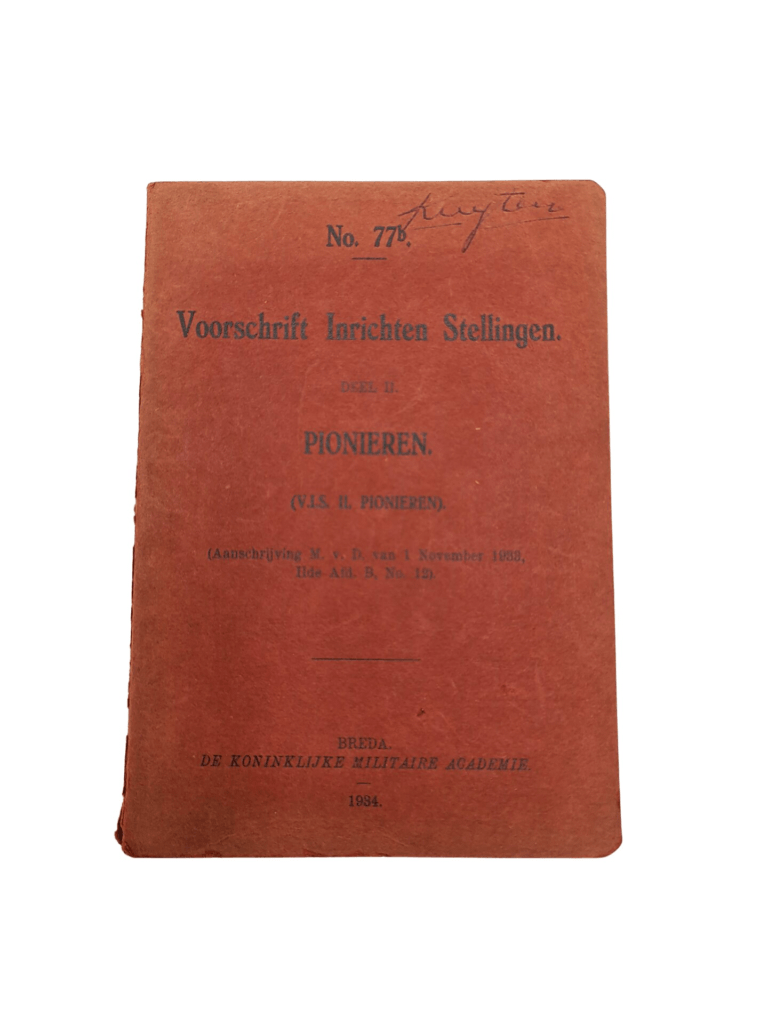 No. 77b.
Voorschrift Inrichten Stellingen.
DEEL II.
PIONIEREN.
(V.I.S. II. PIONIEREN).
(Aanschrijving M. v. D. van 1 November 1933,
IIde Afd. B, No. 12).
BREDA.
DE KONINKLIJKE MILITAIRE ACADEMIE.
1934.